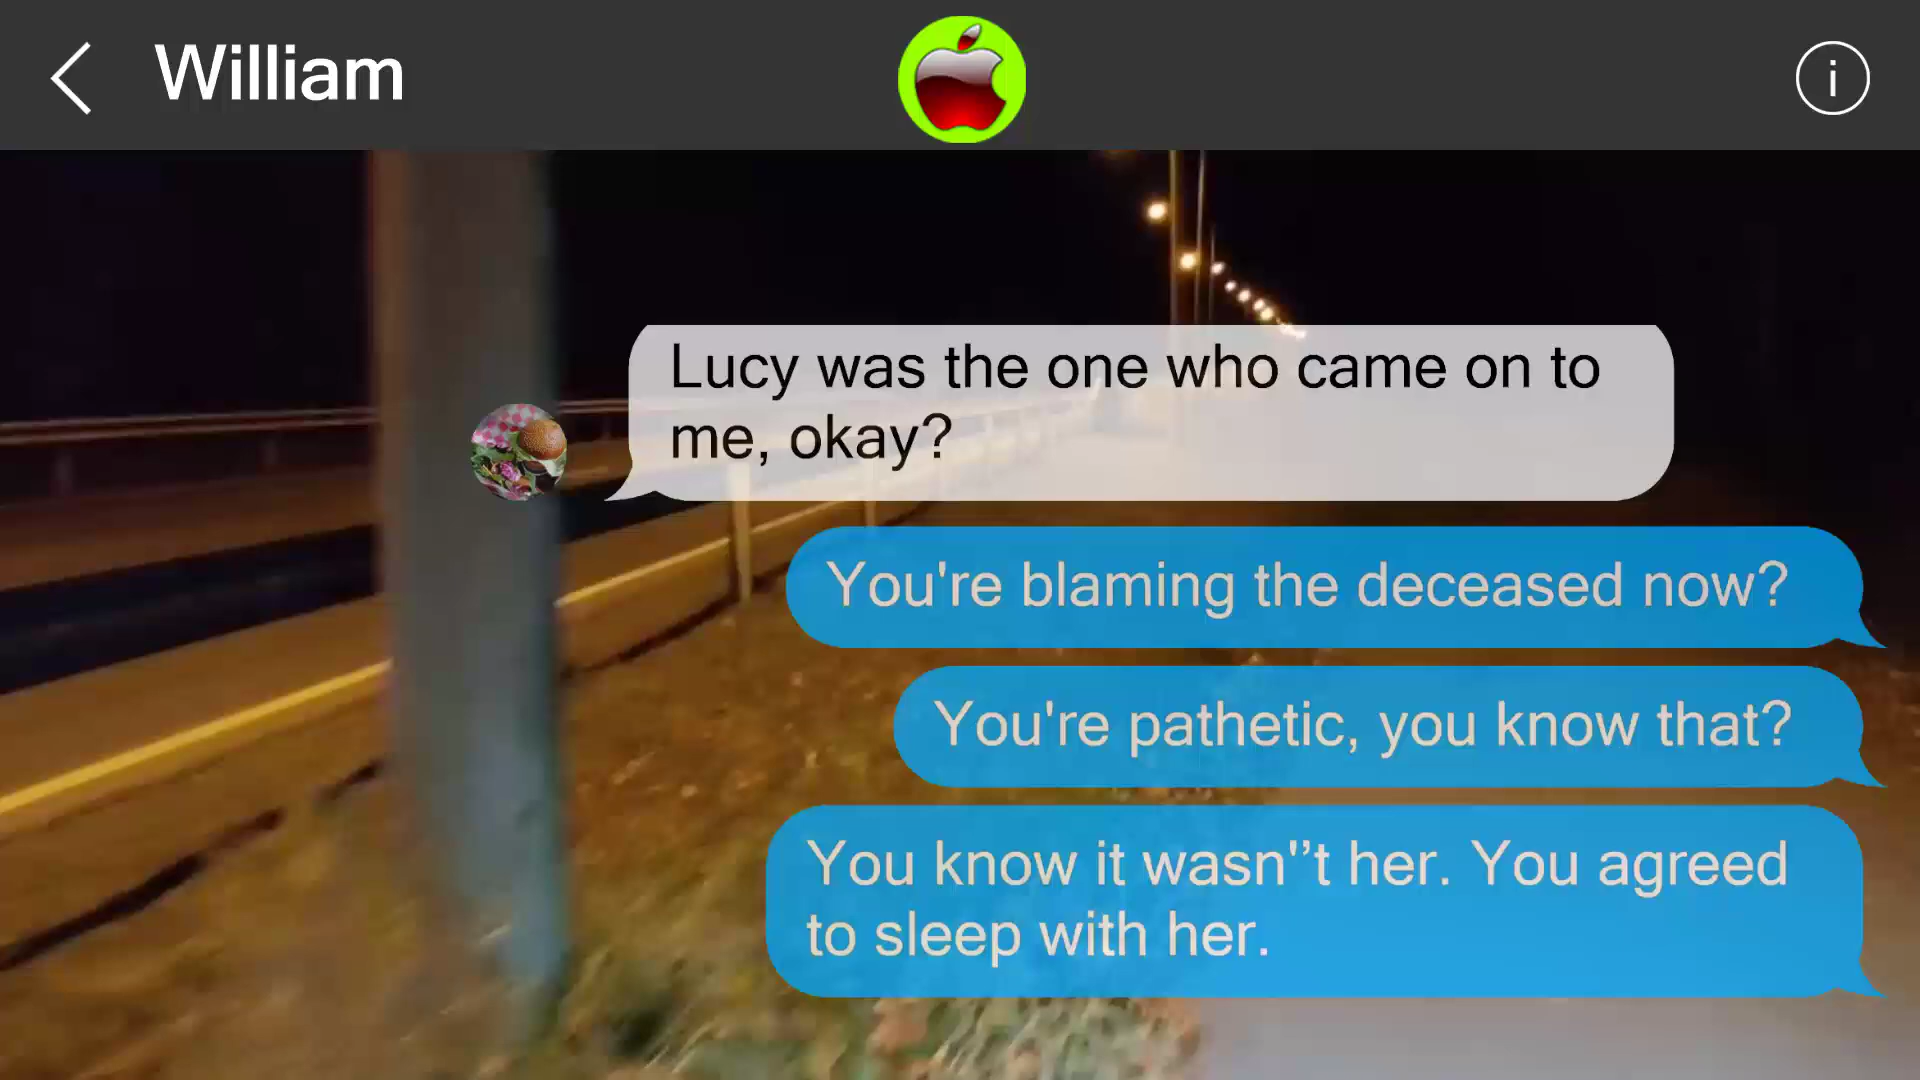 William
i
Lucy was the one who came on to
me, okay?
You're blaming the deceased now?
You're pathetic, you know that?
You know it wasn'’t her. You agreed
to sleep with her.